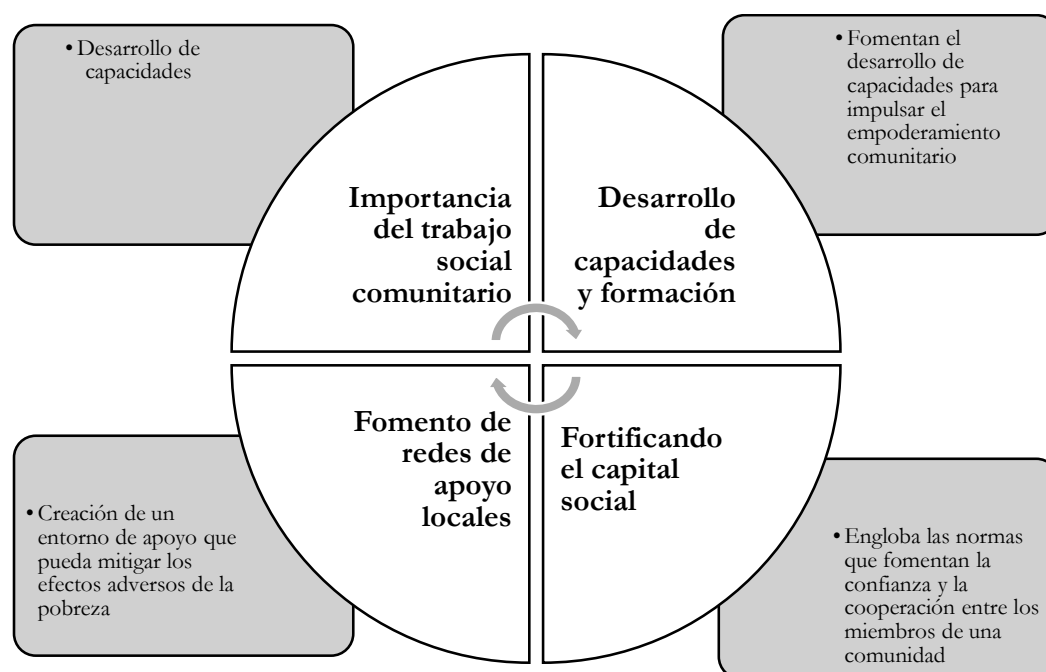 • Desarrollo de
capacidades
• Fomentan el
desarrollo de
capacidades para
impulsar el
empoderamiento
comunitario
Importancia
del trabajo
social
comunitario
Desarrollo
de
capacidades
y formación
Fomento de
redes de
apoyo
locales
Fortificando
el capital
social
• Creación de un
entorno de apoyo que
pueda mitigar los
efectos adversos de la
pobreza
• Engloba las normas
que fomentan la
confianza y la
cooperación entre los
miembros de una
comunidad